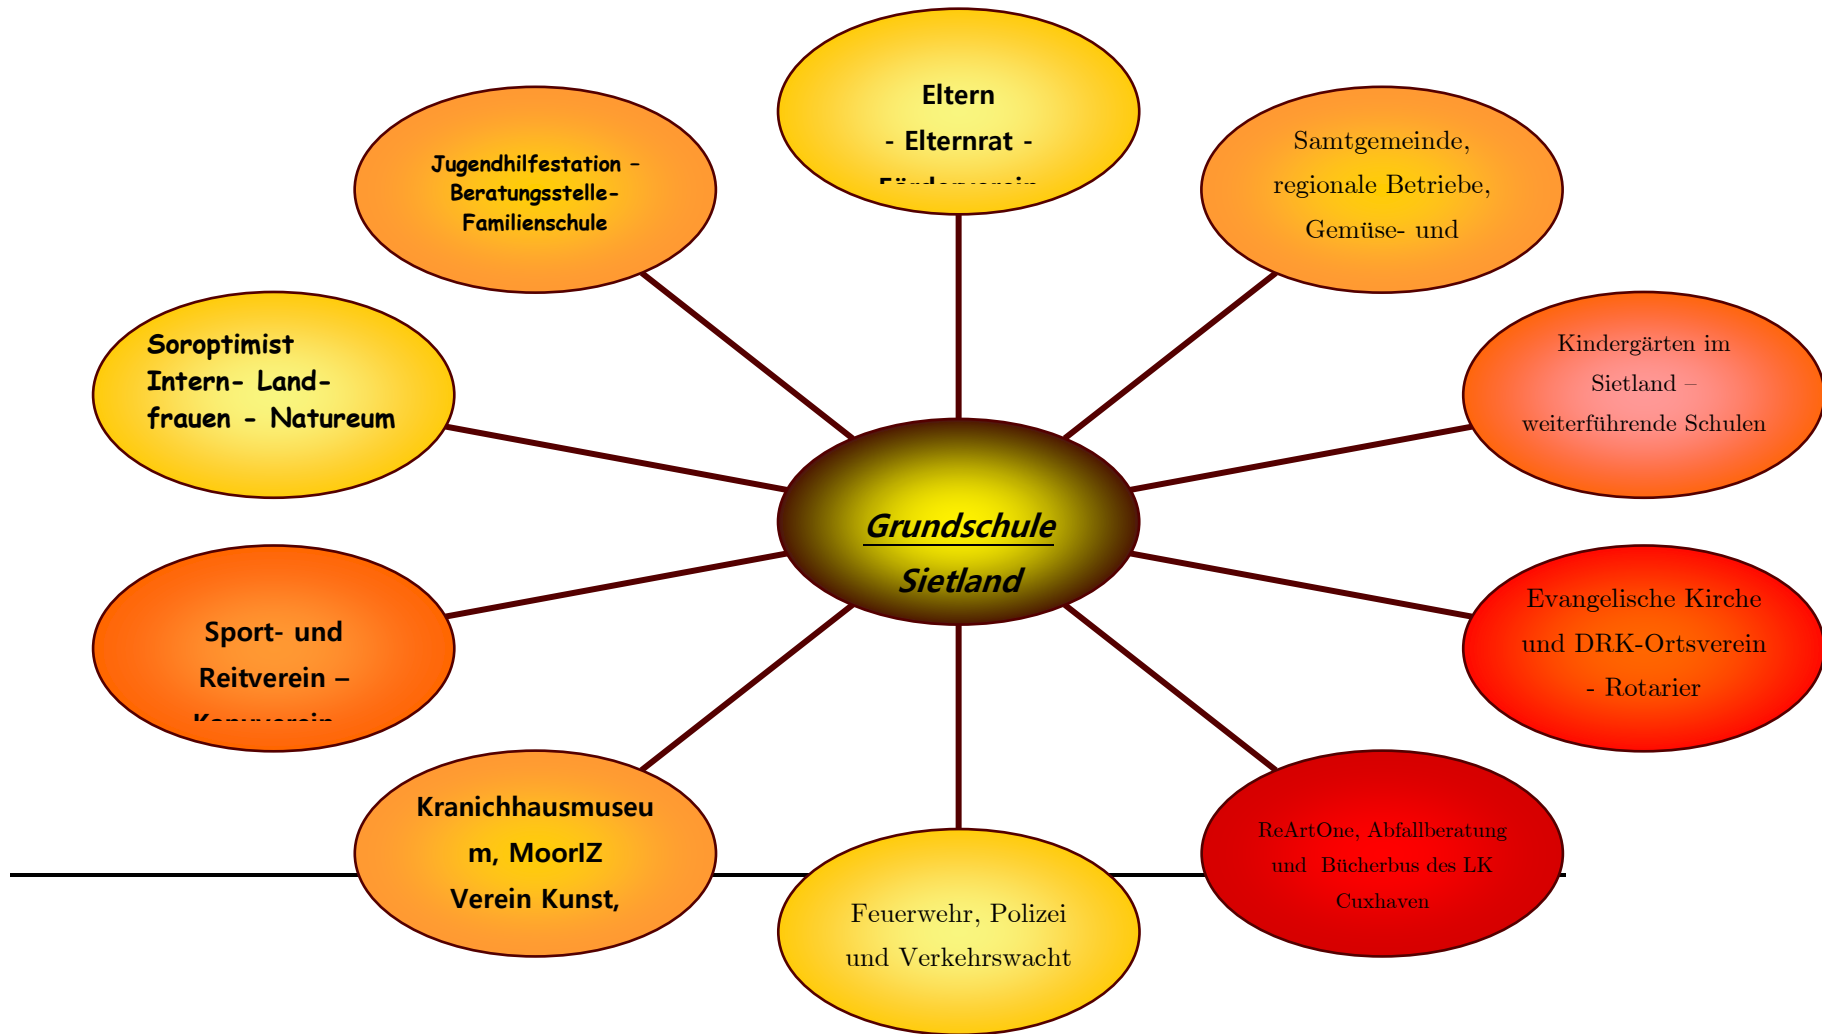 Eltern
- Elternrat -
Förderverein
Jugendhilfestation –
Beratungsstelle-
Familienschule
Samtgemeinde,
regionale Betriebe,
Gemüse- und
Soroptimist
Intern- Land-
frauen - Natureum
Kindergärten im
Sietland –
weiterführende Schulen
Grundschule
Sietland
Sport- und
Reitverein –
Kanuverein
Evangelische Kirche
und DRK-Ortsverein
- Rotarier
Kranichhausmuseu
m, MoorIZ
Verein Kunst,
Feuerwehr, Polizei
und Verkehrswacht
ReArtOne, Abfallberatung
und Bücherbus des LK
Cuxhaven